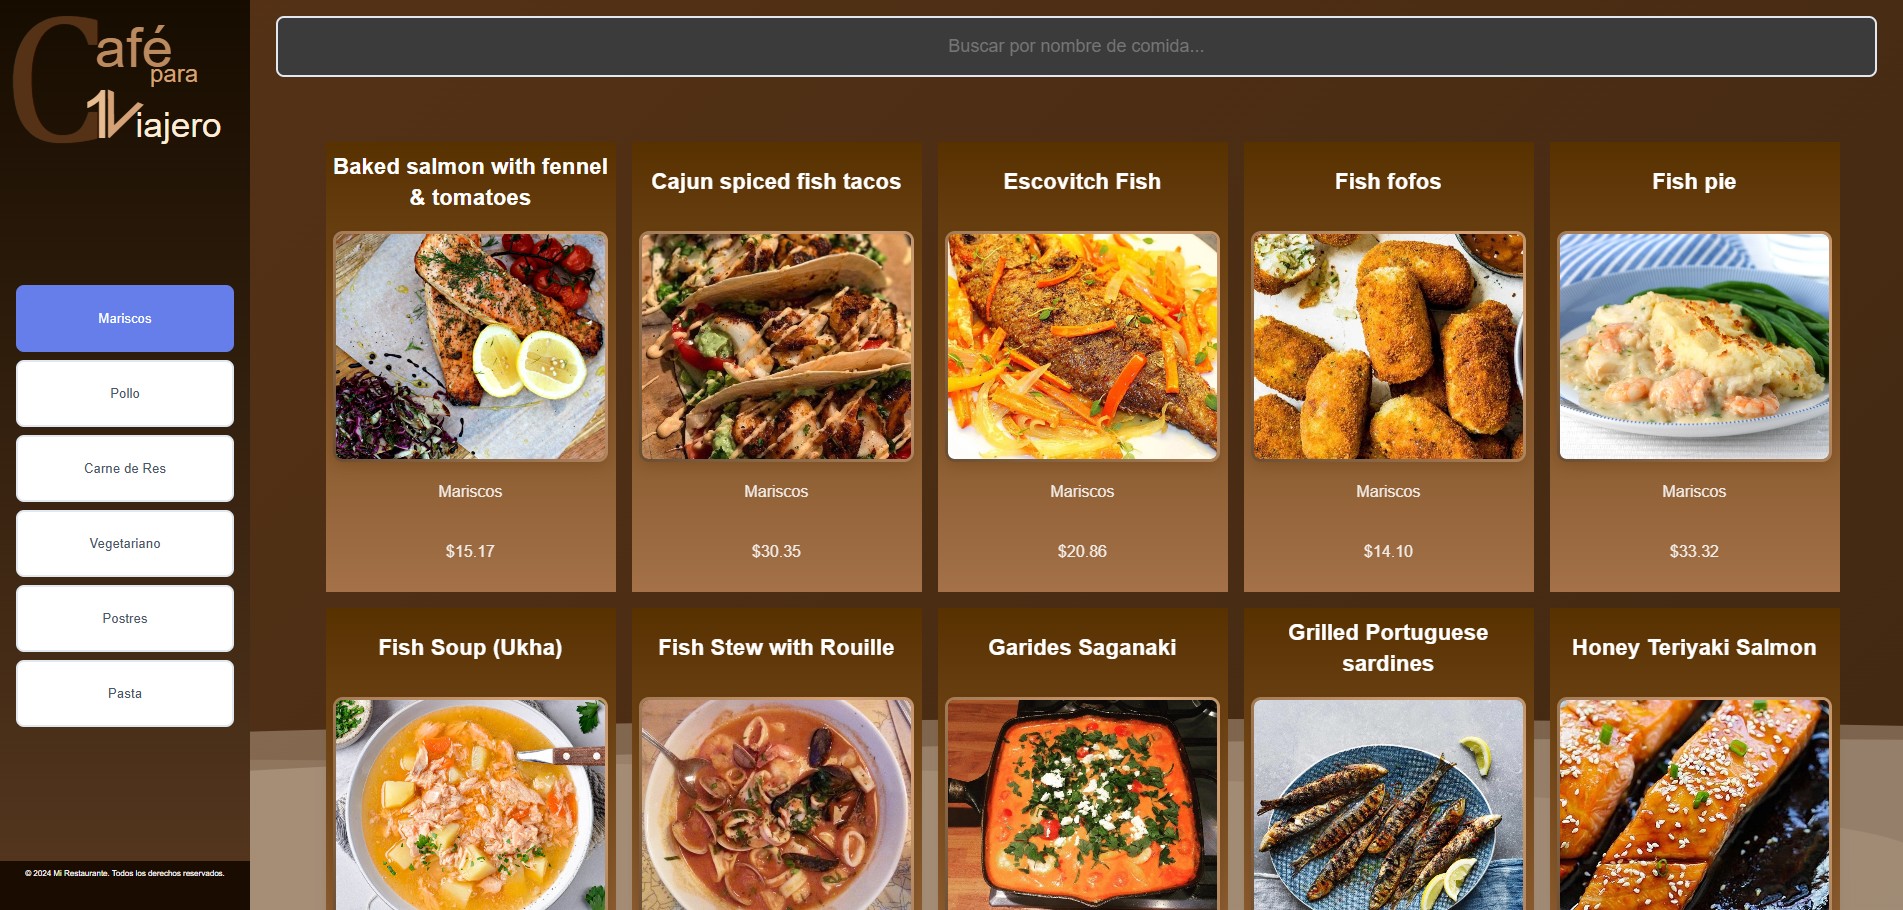 Café
para
1Viajero
Mariscos
Pollo
Carne de Res
Vegetariano
Postres
Pasta
© 2024 Mi Restaurante. Todos los derechos reservados.
Buscar por nombre de comida...
Baked salmon with fennel
& tomatoes
Mariscos
$15.17
Cajun spiced fish tacos
Mariscos
$30.35
Escovitch Fish
Mariscos
$20.86
Fish fofos
Mariscos
$14.10
Fish pie
Mariscos
$33.32
Fish Soup (Ukha)
Fish Stew with Rouille
Garides Saganaki
Grilled Portuguese
sardines
Honey Teriyaki Salmon